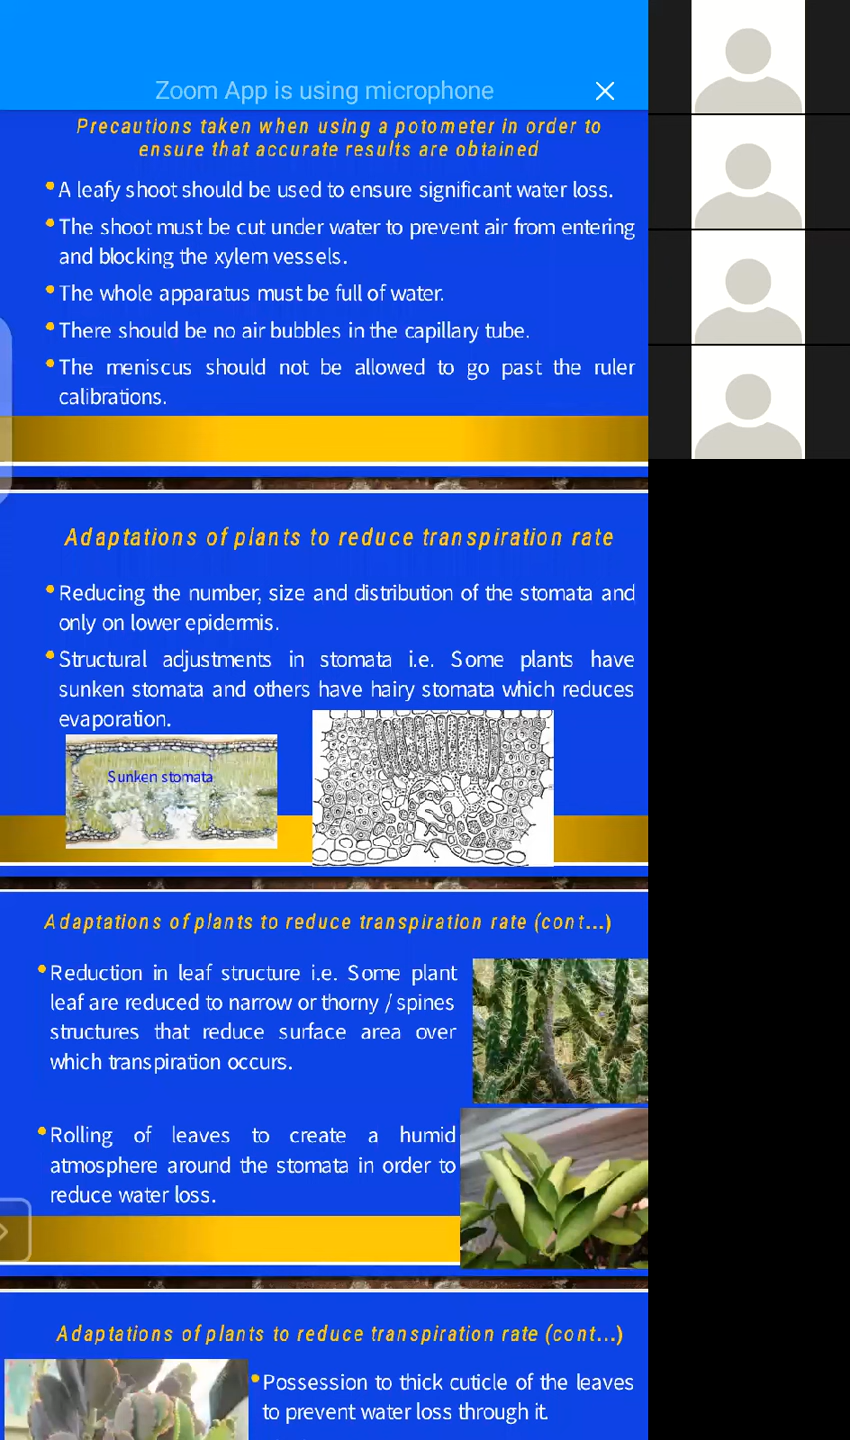 Zoom App is using microphone
Precautions taken when using a potometer in order to
ensure that accurate results are obtained
A leafy shoot should be used to ensure significant water loss.
The shoot must be cut under water to prevent air from entering
and blocking the xylem vessels.
The whole apparatus must be full of water.
There should be no air bubbles in the capillary tube.
The meniscus should not be allowed to go past the ruler
calibrations.
Adaptations of plants to reduce transpiration rate
Reducing the number, size and distribution of the stomata and
only on lower epidermis.
Structural adjustments in stomata i.e. Some plants have
sunken stomata and others have hairy stomata which reduces
evaporation.
Sunken stomata
Adaptations of plants to reduce transpiration rate (cont...)
Reduction in leaf structure i.e. Some plant
leaf are reduced to narrow or thorny / spines
structures that reduce surface area over
which transpiration occurs.
Rolling of leaves to create a humid
atmosphere around the stomata in order to
reduce water loss.
Adaptations of plants to reduce transpiration rate (cont...)
Possession to thick cuticle of the leaves
to prevent water loss through it.